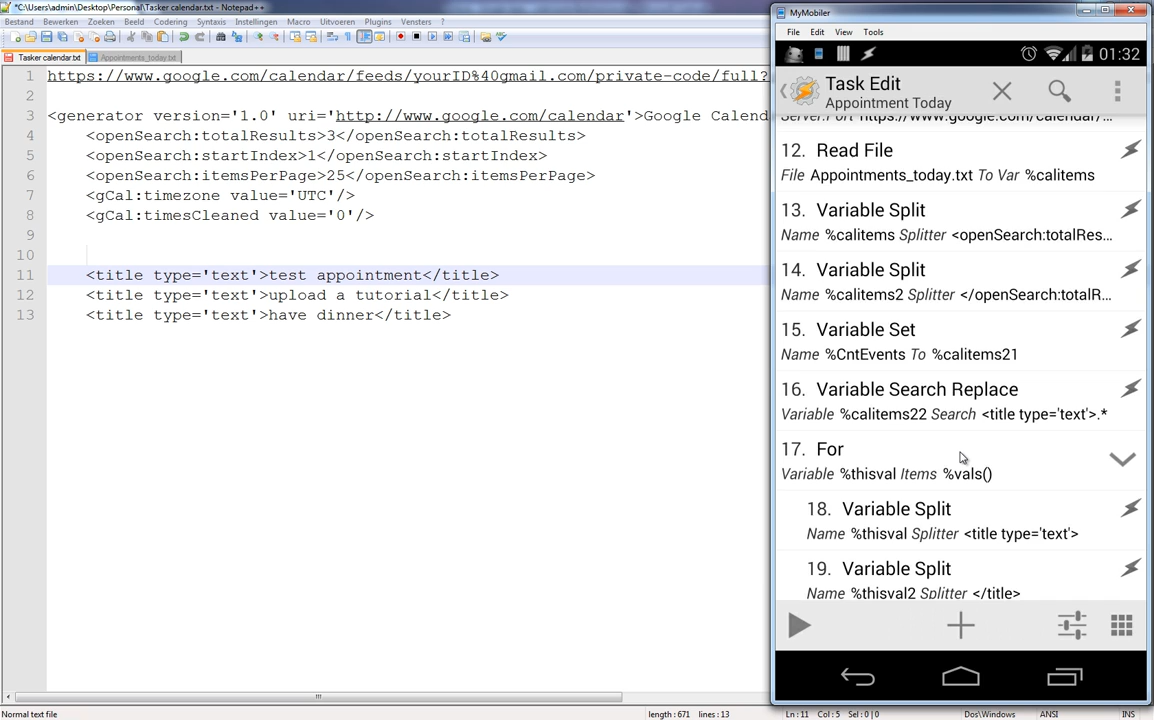 *C:\Users\admin\Desktop\Personal\Tasker calendar.txt - Notepad++
Bestand Bewerken Zoeken Beeld Codering Syntaxis Instellingen Macro Uitvoeren Plugins Vensters ?
Tasker calendar.txt Appointments_today.txt
1 https://www.google.com/calendar/feeds/yourID%40gmail.com/private-code/full?
2
3 <generator version='1.0' uri='http://www.google.com/calendar'>Google Calend
4 <openSearch:totalResults>3</openSearch:totalResults>
5 <openSearch:startIndex>1</openSearch:startIndex>
6 <openSearch:itemsPerPage>25</openSearch:itemsPerPage>
7 <gCal:timezone value='UTC'/>
8 <gCal:timesCleaned value='0'/>
9
10
11 <title type='text'>test appointment</title>
12 <title type='text'>upload a tutorial</title>
13 <title type='text'>have dinner</title>
Normal text file length : 671 lines : 13 Ln : 11 Col : 5 Sel : 0 | 0 Dos\Windows ANSI INS
MyMobiler
File Edit View Tools
01:32
Task Edit
Appointment Today
Server:Port https://www.google.com/calendar/...
12. Read File
File Appointments_today.txt To Var %calitems
13. Variable Split
Name %calitems Splitter <openSearch:totalRes...
14. Variable Split
Name %calitems2 Splitter </openSearch:totalR...
15. Variable Set
Name %CntEvents To %calitems21
16. Variable Search Replace
Variable %calitems22 Search <title type='text'>.*
17. For
Variable %thisval Items %vals()
18. Variable Split
Name %thisval Splitter <title type='text'>
19. Variable Split
Name %thisval2 Splitter </title>